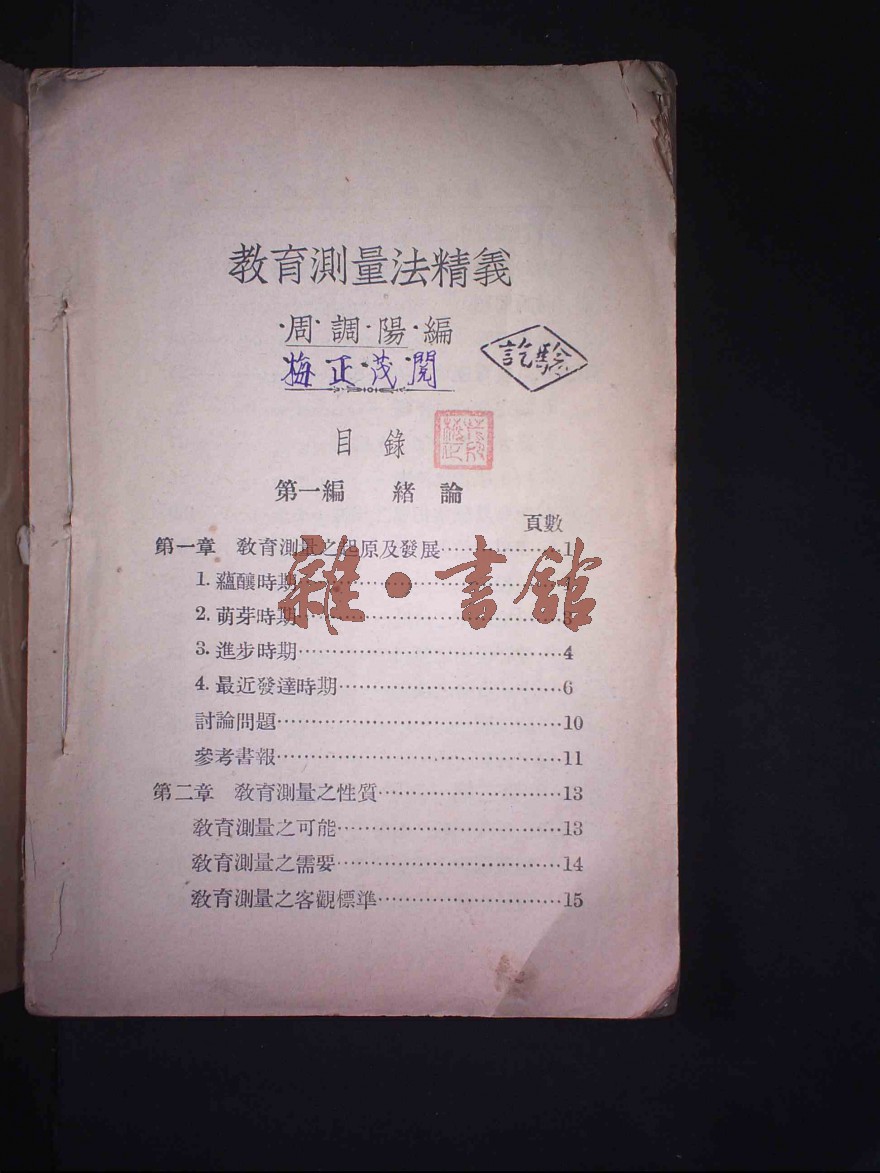 教育測量法精義
·周·調·陽·編
梅·正·茂·閱
訖驗
目錄
第一編 緒論
頁數
第一章 教育測量之起原及發展………………1
1. 蘊釀時期………………1
2. 萌芽時期………………3
3. 進步時期………………4
4. 最近發達時期………………6
討論問題………………10
參考書報………………11
第二章 教育測量之性質………………13
教育測量之可能………………13
教育測量之需要………………14
教育測量之客觀標準………………15
雜·書館